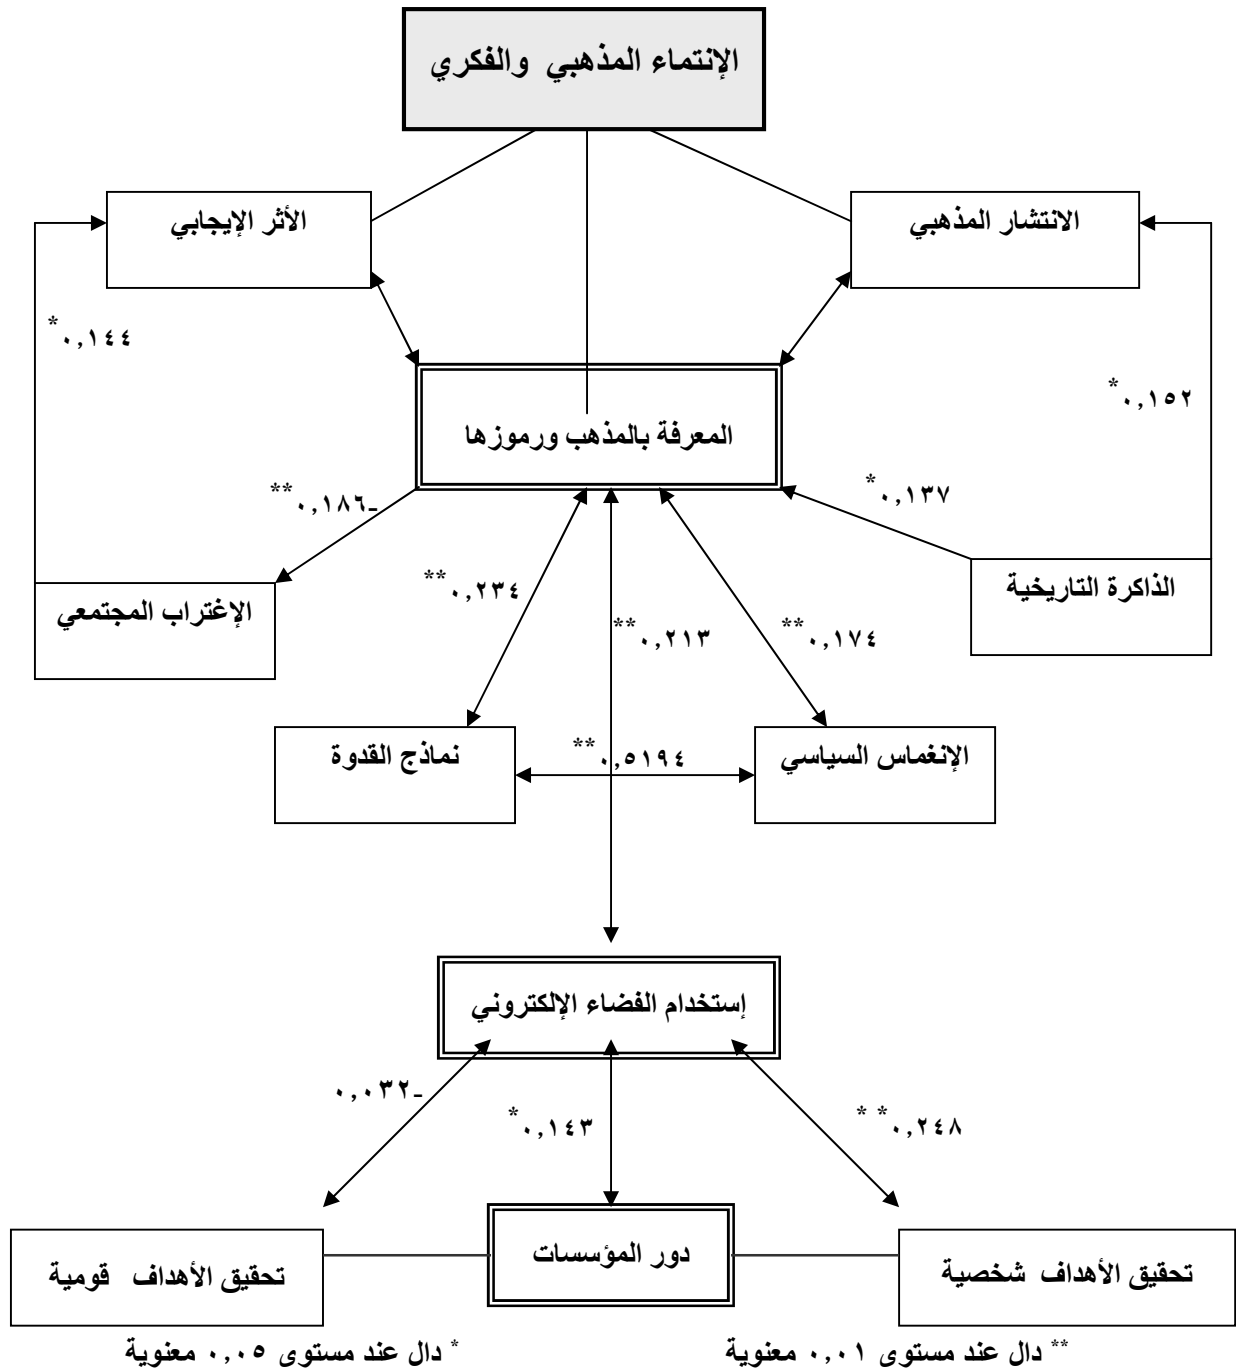 الإنتماء المذهبي والفكري
الانتشار المذهبي
الأثر الإيجابي
*٠,١٤٤
*٠,١٥٢
المعرفة بالمذهب ورموزها
*٠,١٣٧
**٠,١٨٦-
الذاكرة التاريخية
الإغتراب المجتمعي
**٠,٢٣٤
**٠,٢١٣
**٠,١٧٤
الإنغماس السياسي
**٠,٥١٩٤
نماذج القدوة
إستخدام الفضاء الإلكتروني
٠,٠٣٢-
*٠,١٤٣
* *٠,٢٤٨
تحقيق الأهداف شخصية
دور المؤسسات
تحقيق الأهداف قومية
** دال عند مستوى ٠,٠١ معنوية
* دال عند مستوى ٠,٠٥ معنوية